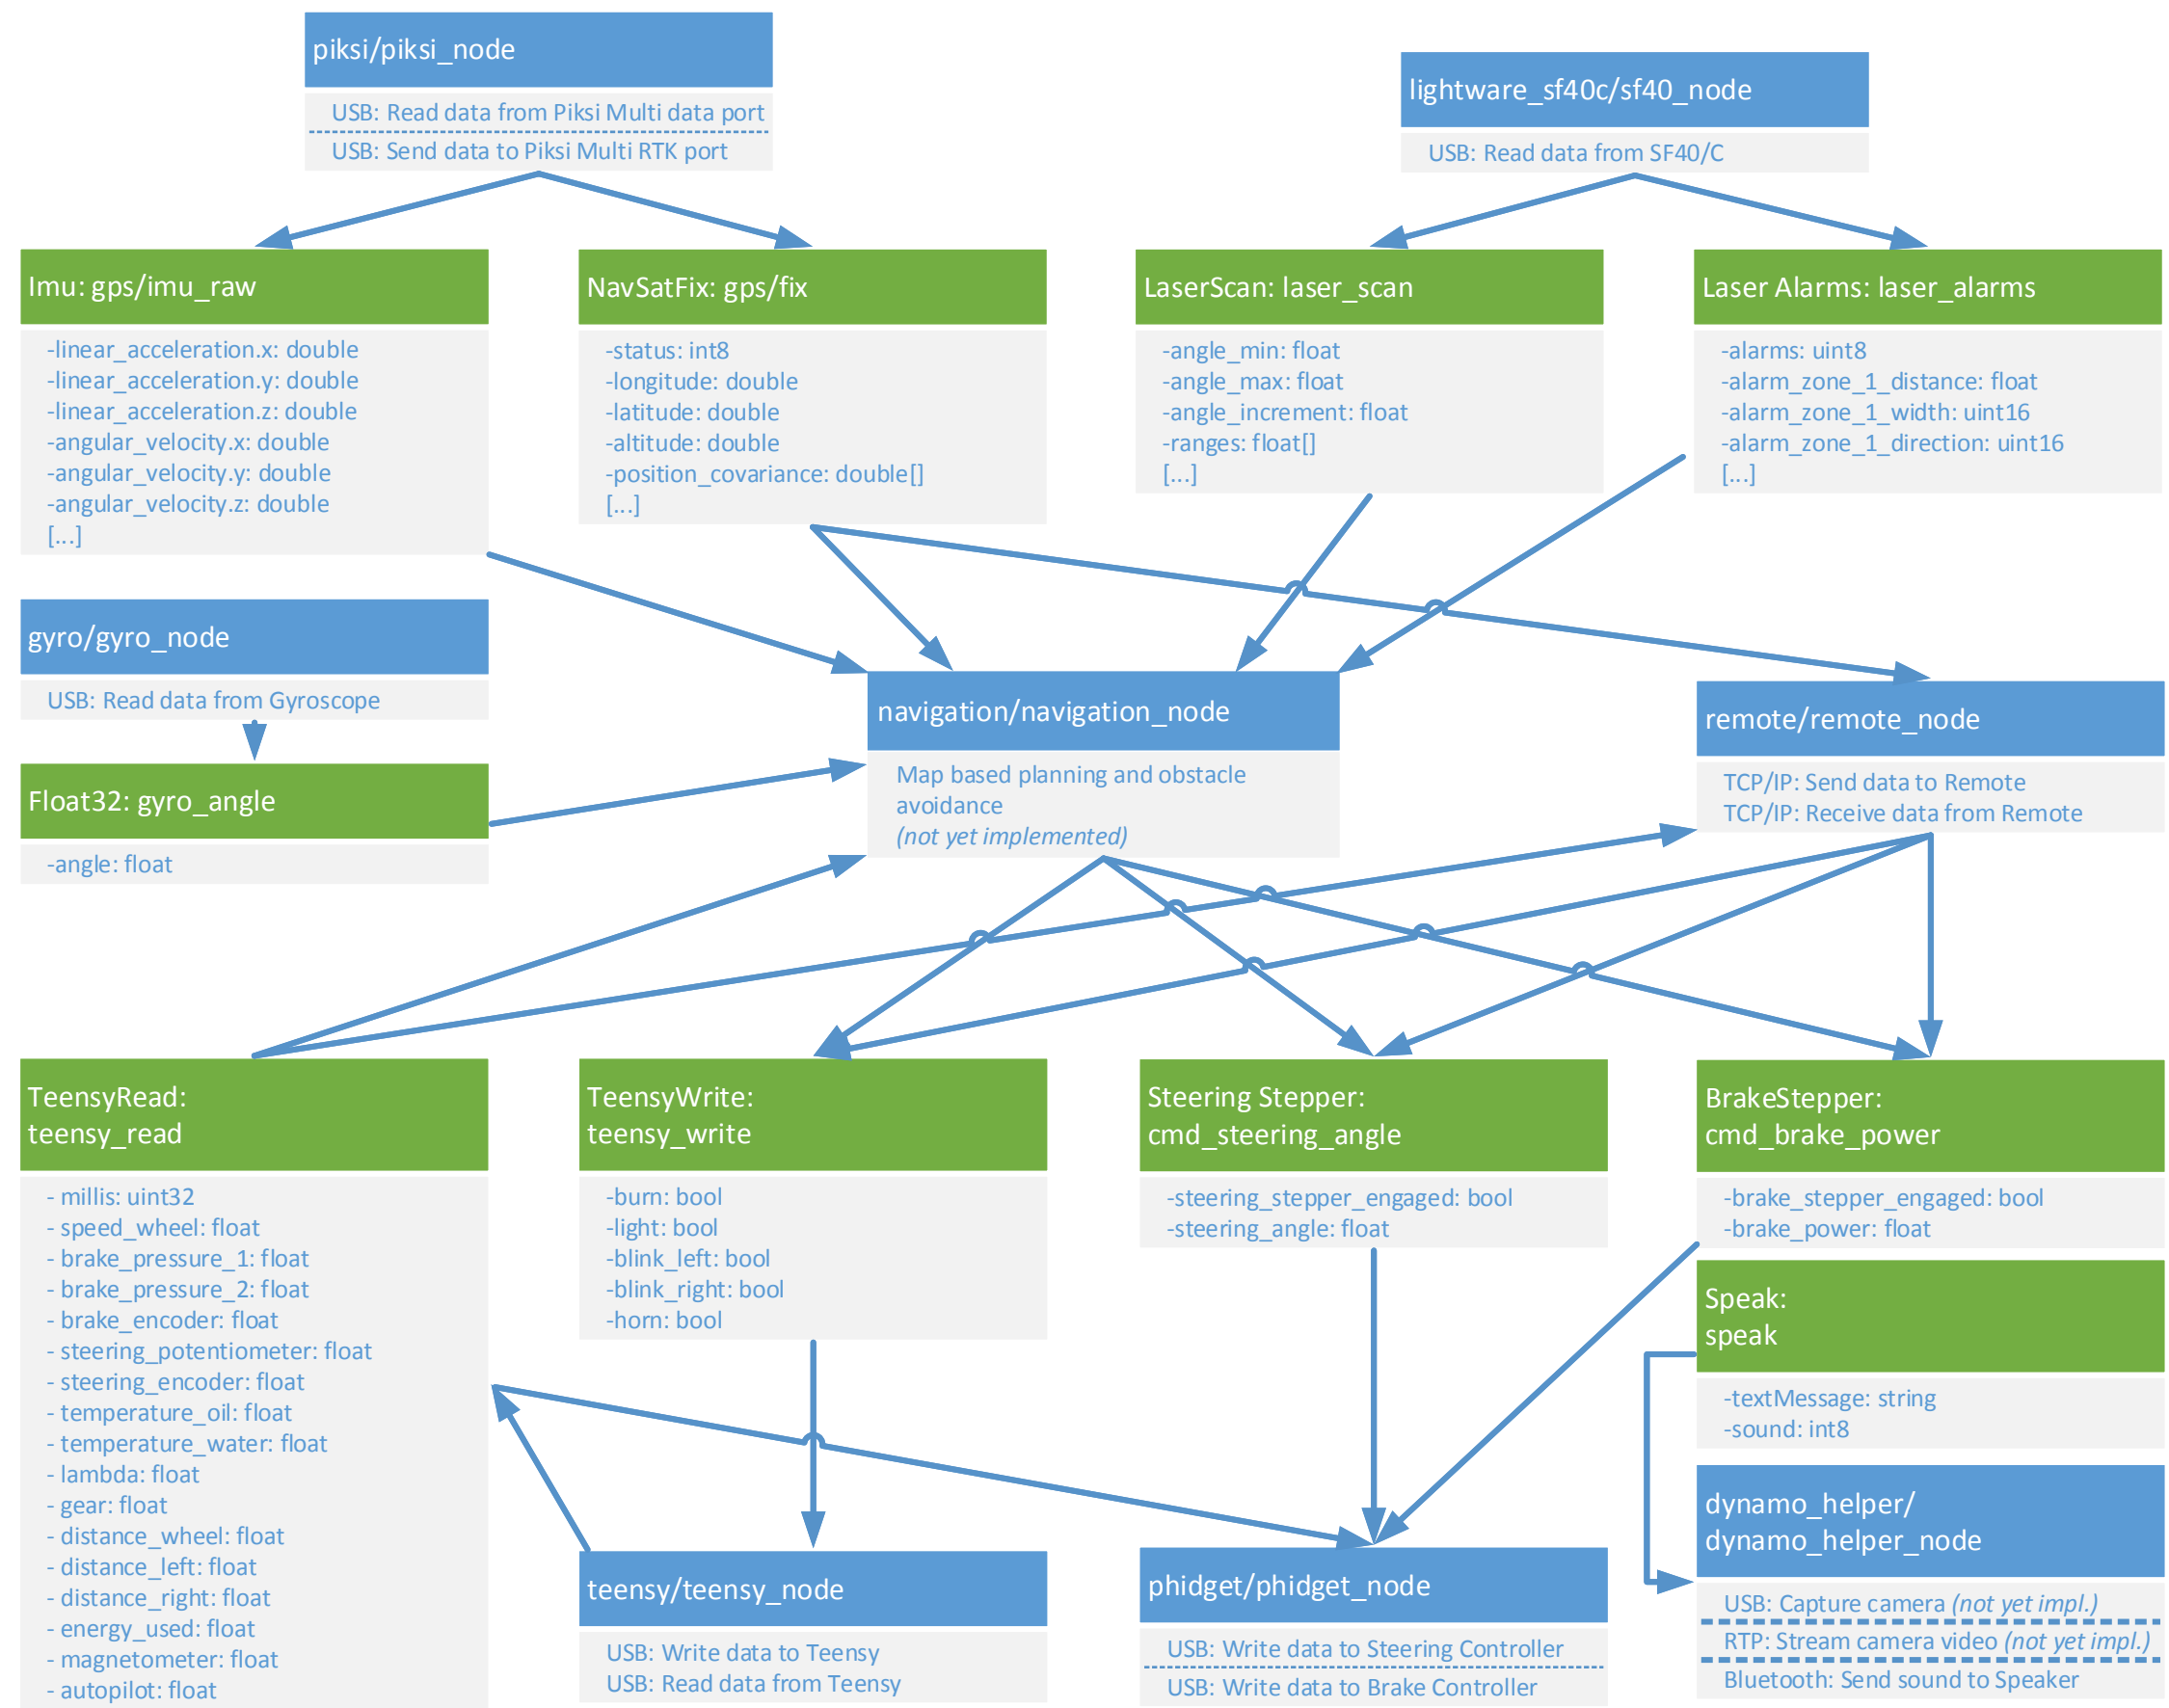 piksi/piksi_node
USB: Read data from Piksi Multi data port
USB: Send data to Piksi Multi RTK port
lightware_sf40c/sf40_node
USB: Read data from SF40/C
Imu: gps/imu_raw
-linear_acceleration.x: double
-linear_acceleration.y: double
-linear_acceleration.z: double
-angular_velocity.x: double
-angular_velocity.y: double
-angular_velocity.z: double
[...]
NavSatFix: gps/fix
-status: int8
-longitude: double
-latitude: double
-altitude: double
-position_covariance: double[]
[...]
LaserScan: laser_scan
-angle_min: float
-angle_max: float
-angle_increment: float
-ranges: float[]
[...]
Laser Alarms: laser_alarms
-alarms: uint8
-alarm_zone_1_distance: float
-alarm_zone_1_width: uint16
-alarm_zone_1_direction: uint16
[...]
gyro/gyro_node
USB: Read data from Gyroscope
Float32: gyro_angle
-angle: float
navigation/navigation_node
Map based planning and obstacle
avoidance
(not yet implemented)
remote/remote_node
TCP/IP: Send data to Remote
TCP/IP: Receive data from Remote
TeensyRead:
teensy_read
- millis: uint32
- speed_wheel: float
- brake_pressure_1: float
- brake_pressure_2: float
- brake_encoder: float
- steering_potentiometer: float
- steering_encoder: float
- temperature_oil: float
- temperature_water: float
- lambda: float
- gear: float
- distance_wheel: float
- distance_left: float
- distance_right: float
- energy_used: float
- magnetometer: float
- autopilot: float
TeensyWrite:
teensy_write
-burn: bool
-light: bool
-blink_left: bool
-blink_right: bool
-horn: bool
Steering Stepper:
cmd_steering_angle
-steering_stepper_engaged: bool
-steering_angle: float
BrakeStepper:
cmd_brake_power
-brake_stepper_engaged: bool
-brake_power: float
Speak:
speak
-textMessage: string
-sound: int8
teensy/teensy_node
USB: Write data to Teensy
USB: Read data from Teensy
phidget/phidget_node
USB: Write data to Steering Controller
USB: Write data to Brake Controller
dynamo_helper/
dynamo_helper_node
USB: Capture camera (not yet impl.)
RTP: Stream camera video (not yet impl.)
Bluetooth: Send sound to Speaker